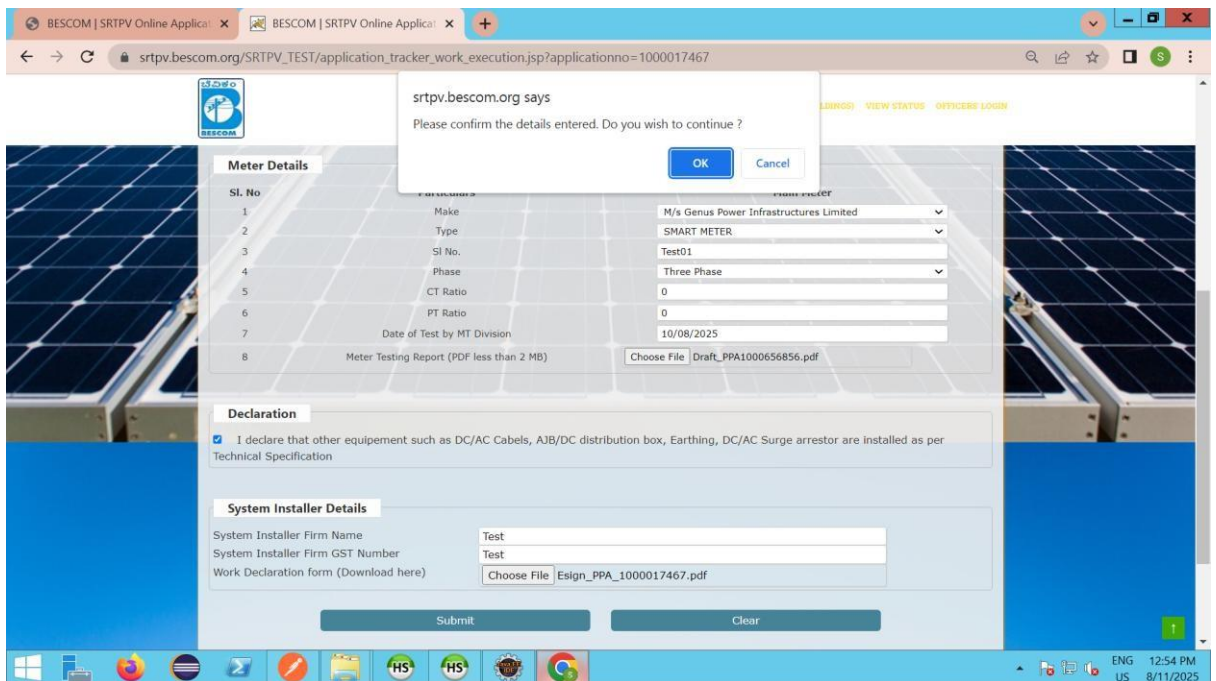 BESCOM | SRTPV Online Applicat
BESCOM | SRTPV Online Applicat
srtpv.bescom.org/SRTPV_TEST/application_tracker_work_execution.jsp?applicationno=1000017467
S
ಬೆವಿಕಂ
BESCOM
VIEW STATUS OFFICERS LOGIN
srtpv.bescom.org says
Please confirm the details entered. Do you wish to continue ?
OK Cancel
Meter Details
Sl. No Particulars Main Meter
1 Make M/s Genus Power Infrastructures Limited
2 Type SMART METER
3 Sl No. Test01
4 Phase Three Phase
5 CT Ratio 0
6 PT Ratio 0
7 Date of Test by MT Division 10/08/2025
8 Meter Testing Report (PDF less than 2 MB) Choose File Draft_PPA1000656856.pdf
Declaration
I declare that other equipement such as DC/AC Cabels, AJB/DC distribution box, Earthing, DC/AC Surge arrestor are installed as per
Technical Specification
System Installer Details
System Installer Firm Name Test
System Installer Firm GST Number Test
Work Declaration form (Download here) Choose File Esign_PPA_1000017467.pdf
Submit Clear
HS HS
ENG 12:54 PM
US 8/11/2025